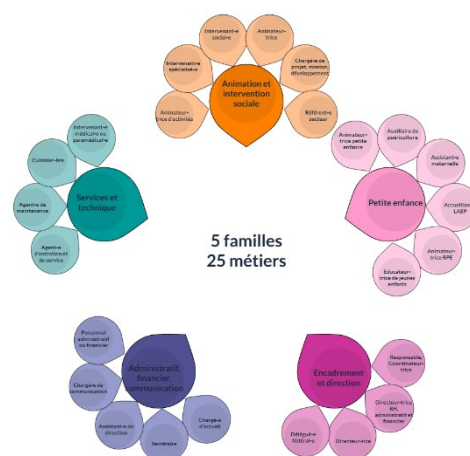 Intervenant-e
social-e
Animateur-
trice
Intervenant-e
spécialisé-e
Chargé-e de
projet, mission,
développement
Animateur-
trice d'activités
Référent-e
secteur
Animation et
intervention
sociale
Intervenant-e
médical-e ou
paramédical-e
Cuisinier-ère
Agent-e de
maintenance
Agent-e
d'entretien et
de service
Services et
technique
Animateur-
trice petite
enfance
Auxiliaire de
puériculture
Assistant-e
maternelle
Accueillant-e
LAEP
Animateur-
trice RPE
Educateur-
trice de jeunes
enfants
Petite enfance
5 familles
25 métiers
Personnel
administratif
ou financier
Chargé-e de
communication
Assistant-e de
direction
Secrétaire
Chargé-e
d'accueil
Administratif,
financier,
communication
Encadrement
et direction
Responsable,
Coordinateur-
trice
Directeur-trice
RH,
administratif et
financier
Directeur-rice
Délégué-e
fédéral-e